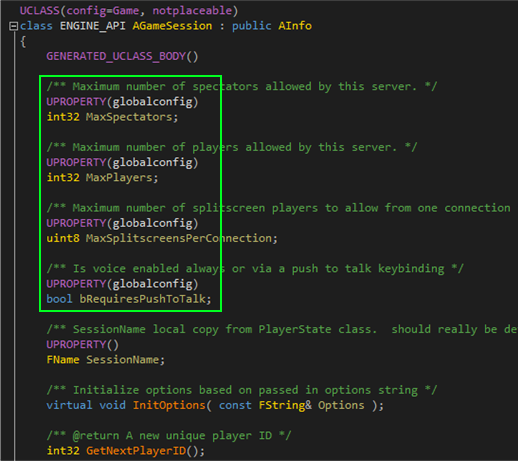 UCLASS(config=Game, notplaceable)
class ENGINE_API AGameSession : public AInfo
{
GENERATED_UCLASS_BODY()
/** Maximum number of spectators allowed by this server. */
UPROPERTY(globalconfig)
int32 MaxSpectators;
/** Maximum number of players allowed by this server. */
UPROPERTY(globalconfig)
int32 MaxPlayers;
/** Maximum number of splitscreen players to allow from one connection
UPROPERTY(globalconfig)
uint8 MaxSplitscreensPerConnection;
/** Is voice enabled always or via a push to talk keybinding */
UPROPERTY(globalconfig)
bool bRequiresPushToTalk;
/** SessionName local copy from PlayerState class.  should really be de
UPROPERTY()
FName SessionName;
/** Initialize options based on passed in options string */
virtual void InitOptions( const FString& Options );
/** @return A new unique player ID */
int32 GetNextPlayerID();